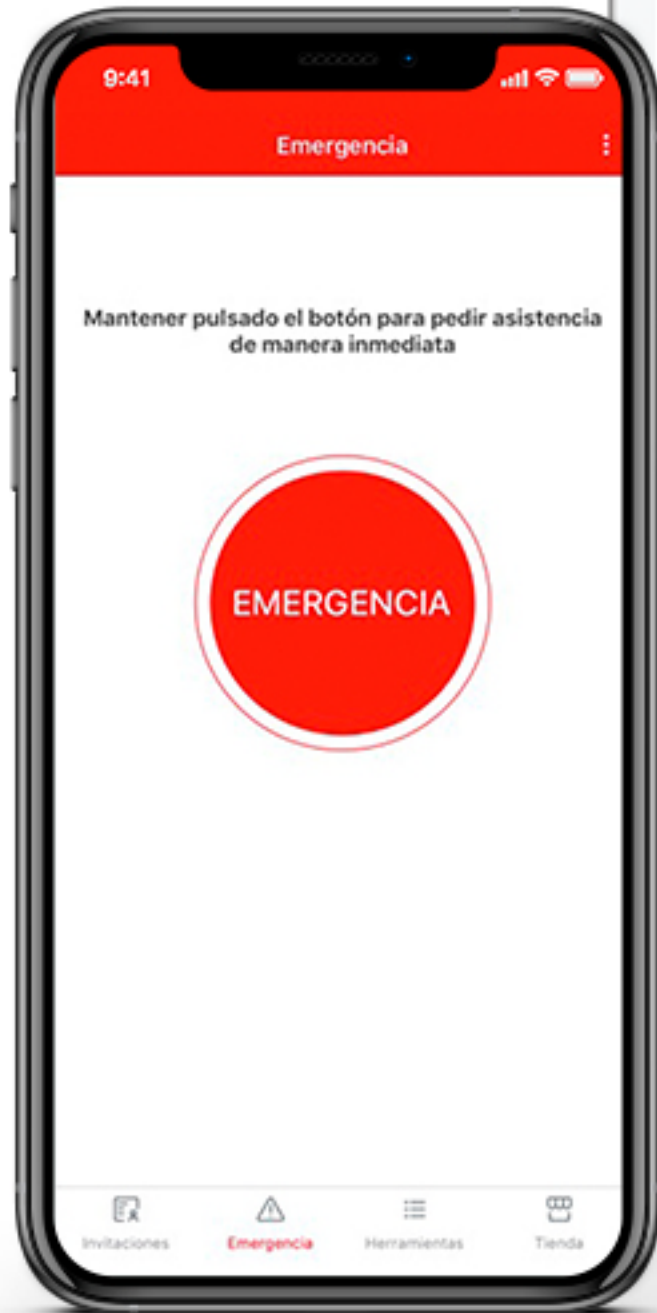 9:41
Emergencia
Mantener pulsado el botón para pedir asistencia
de manera inmediata
EMERGENCIA
Invitaciones
Emergencia
Herramientas
Tienda